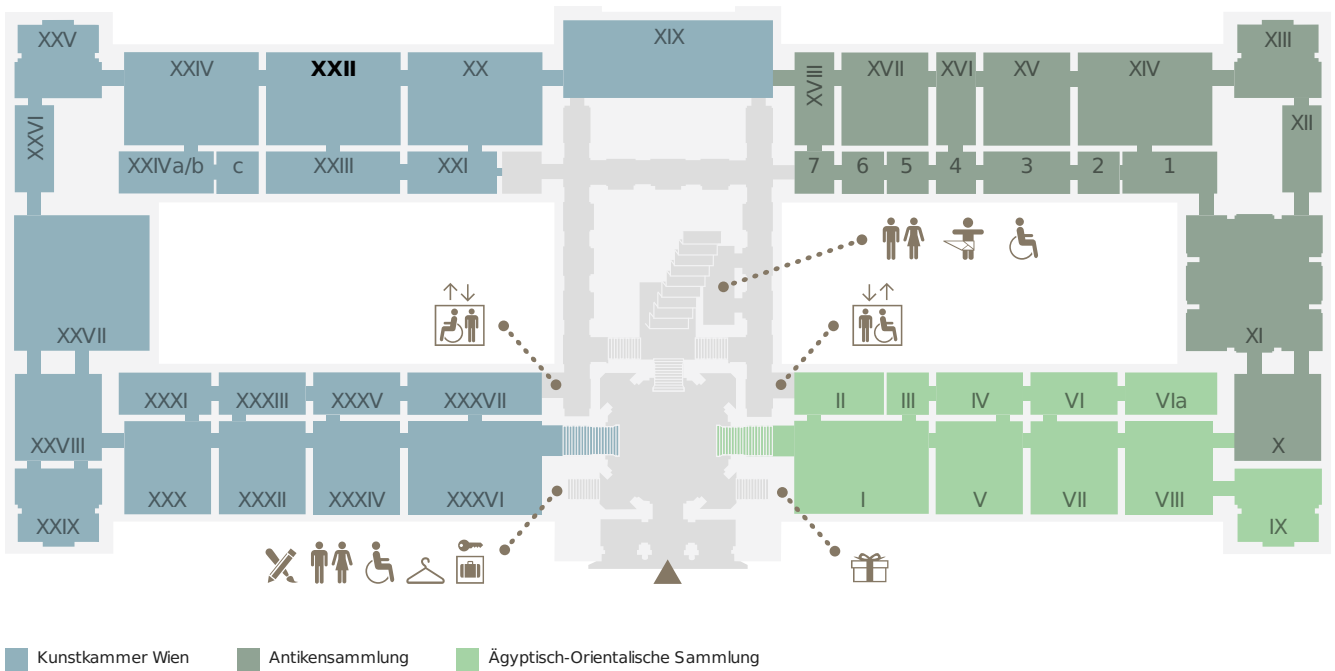 XXV
XXIV
XXII
XX
XIX
XVIII
XVII
XVI
XV
XIV
XIII
XXVI
XII
XXIVa/b
c
XXIII
XXI
7
6
5
4
3
2
1
XXVII
XI
XXXI
XXXIII
XXXV
XXXVII
II
III
IV
VI
VIa
XXVIII
X
XXX
XXXII
XXXIV
XXXVI
I
V
VII
VIII
XXIX
IX
Kunstkammer Wien
Antikensammlung
Ägyptisch-Orientalische Sammlung